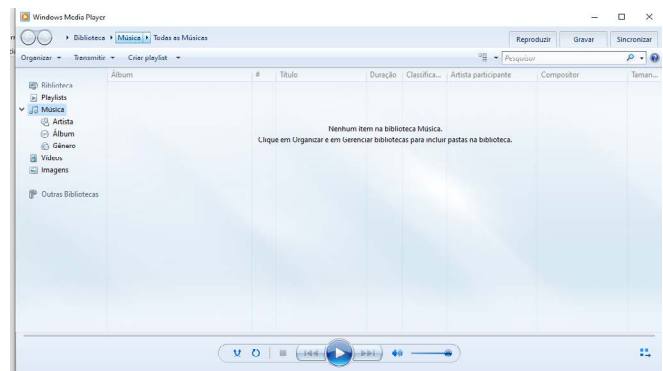 Windows Media Player
Biblioteca Música Todas as Músicas
Reproduzir Gravar Sincronizar
Organizar Transmitir Criar playlist
Pesquisar
Álbum # Título Duração Classifica... Artista participante Compositor Taman...
Biblioteca
Playlists
Música
Artista
Álbum
Gênero
Vídeos
Imagens
Outras Bibliotecas
Nenhum item na biblioteca Música.
Clique em Organizar e em Gerenciar bibliotecas para incluir pastas na biblioteca.